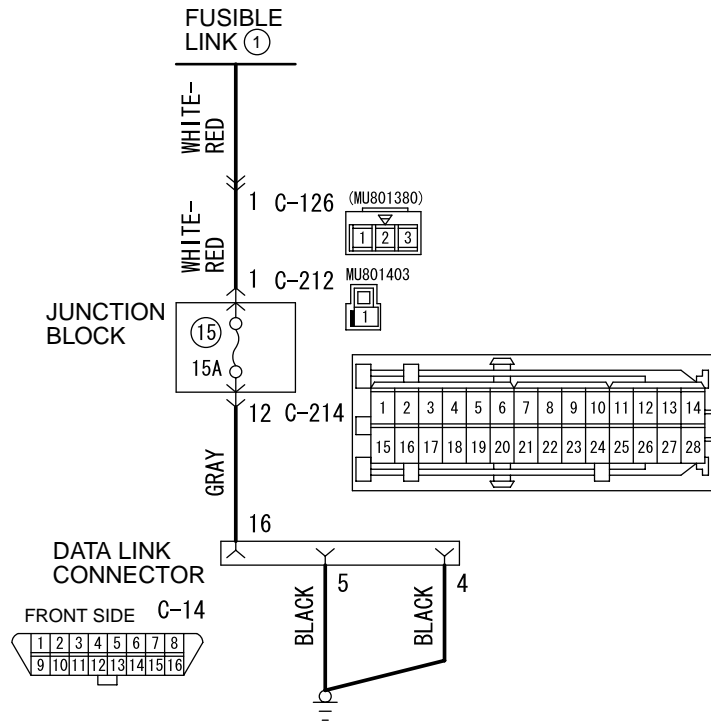 FUSIBLE
LINK 1
WHITE-
RED
1 C-126 (MU801380)
1 2 3
WHITE-
RED
1 C-212 MU801403
1
JUNCTION
BLOCK
15
15A
12 C-214
1 2 3 4 5 6 7 8 9 10 11 12 13 14
15 16 17 18 19 20 21 22 23 24 25 26 27 28
GRAY
16
DATA LINK
CONNECTOR
5 4
BLACK BLACK
FRONT SIDE C-14
1 2 3 4 5 6 7 8
9 10 11 12 13 14 15 16